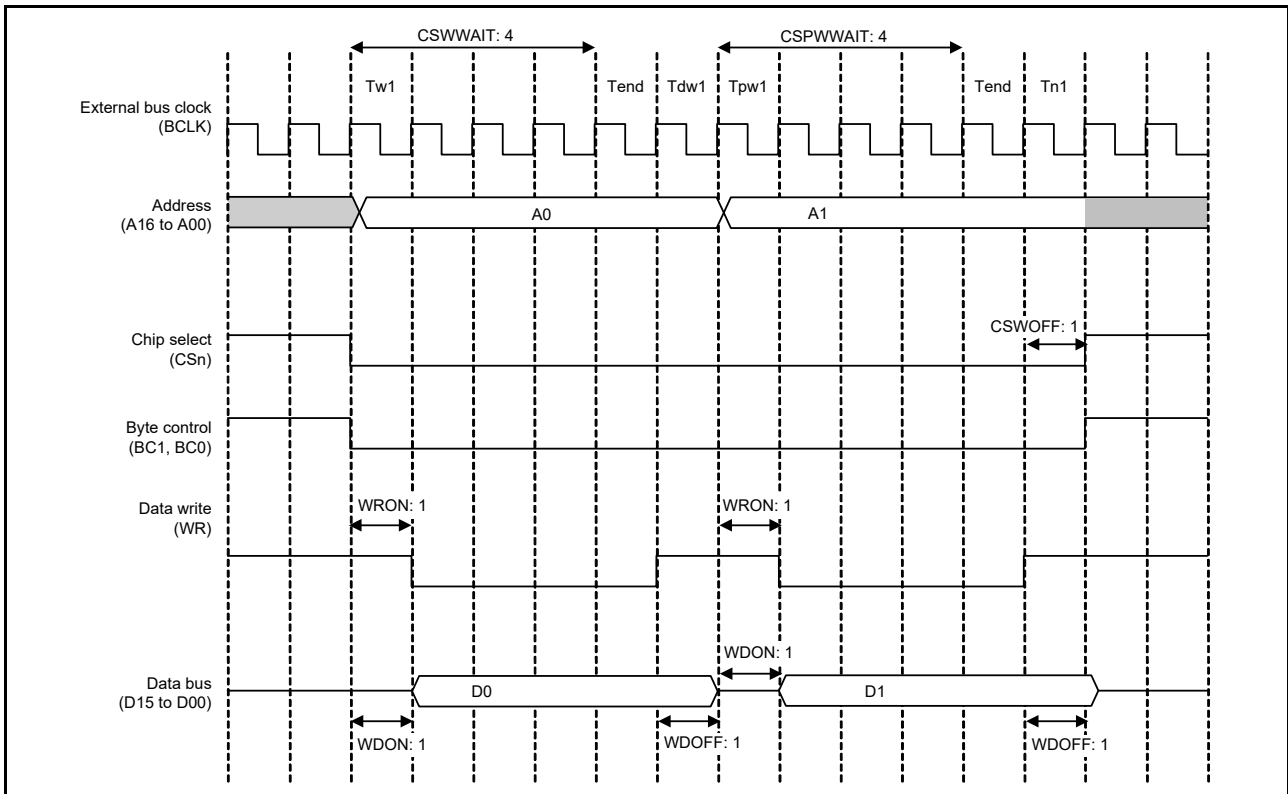 CSWWAIT: 4
CSPWWAIT: 4
Tw1
Tend
Tdw1
Tpw1
Tend
Tn1
External bus clock
(BCLK)
Address
(A16 to A00)
A0
A1
CSWOFF: 1
Chip select
(CSn)
Byte control
(BC1, BC0)
Data write
(WR)
WRON: 1
WRON: 1
WDON: 1
Data bus
(D15 to D00)
D0
D1
WDON: 1
WDOFF: 1
WDOFF: 1